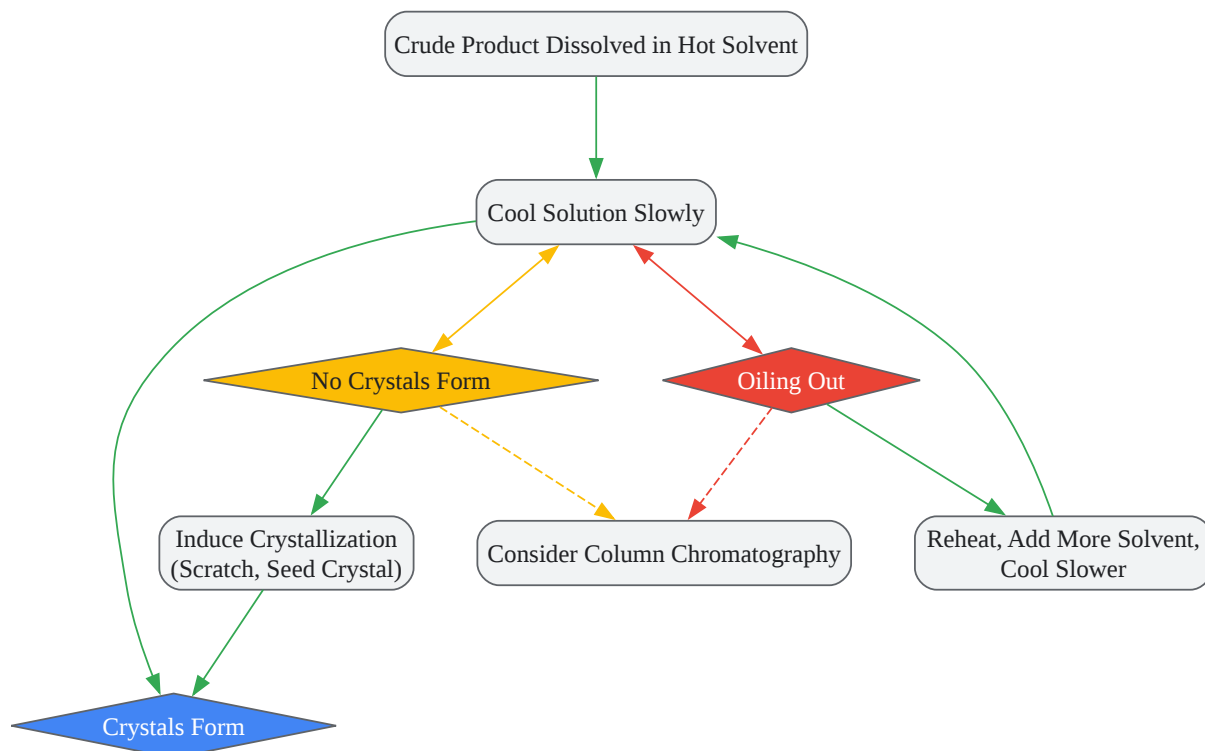 Crude Product Dissolved in Hot Solvent
Cool Solution Slowly
No Crystals Form
Oiling Out
Induce Crystallization
(Scratch, Seed Crystal)
Consider Column Chromatography
Reheat, Add More Solvent,
Cool Slower
Crystals Form